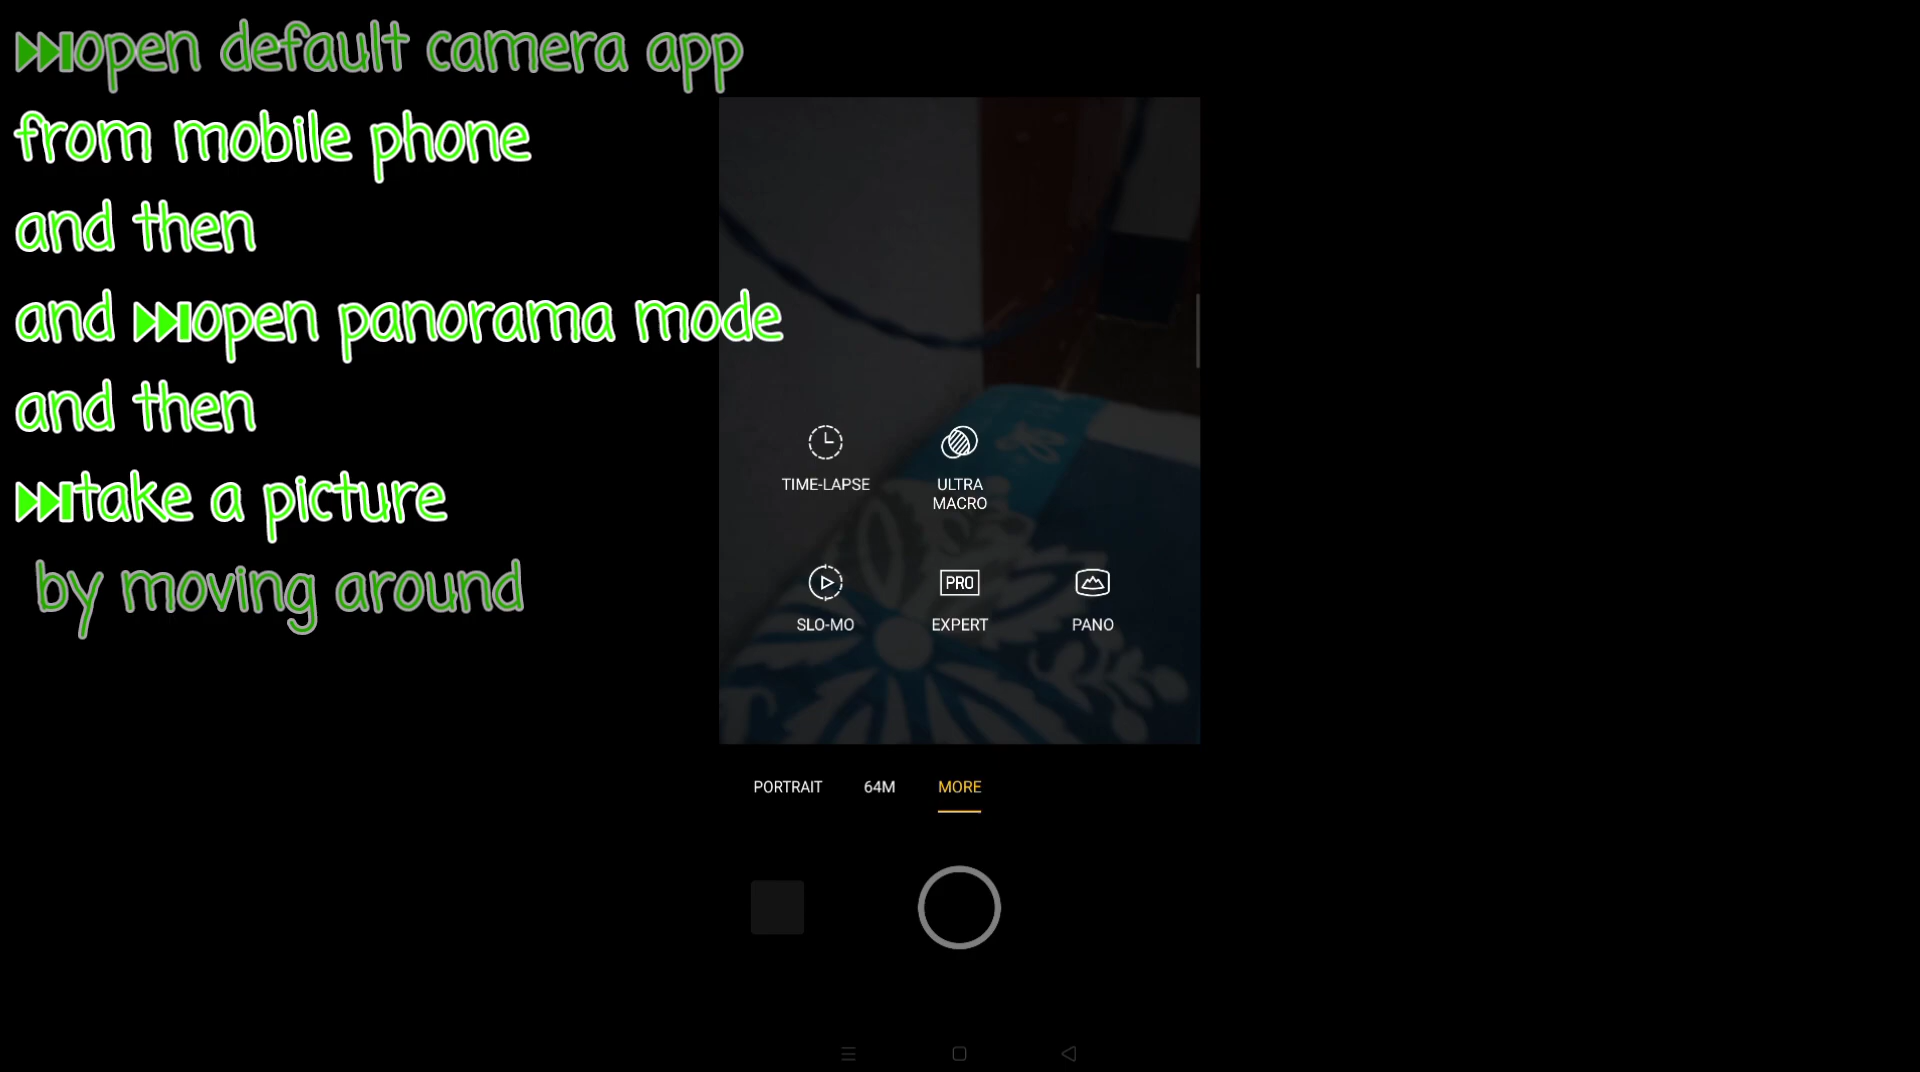 ⏭open default camera app
from mobile phone
and then
and ⏭open panorama mode
and then
⏭take a picture
by moving around
TIME-LAPSE
ULTRA
MACRO
SLO-MO
PRO
EXPERT
PANO
PORTRAIT
64M
MORE